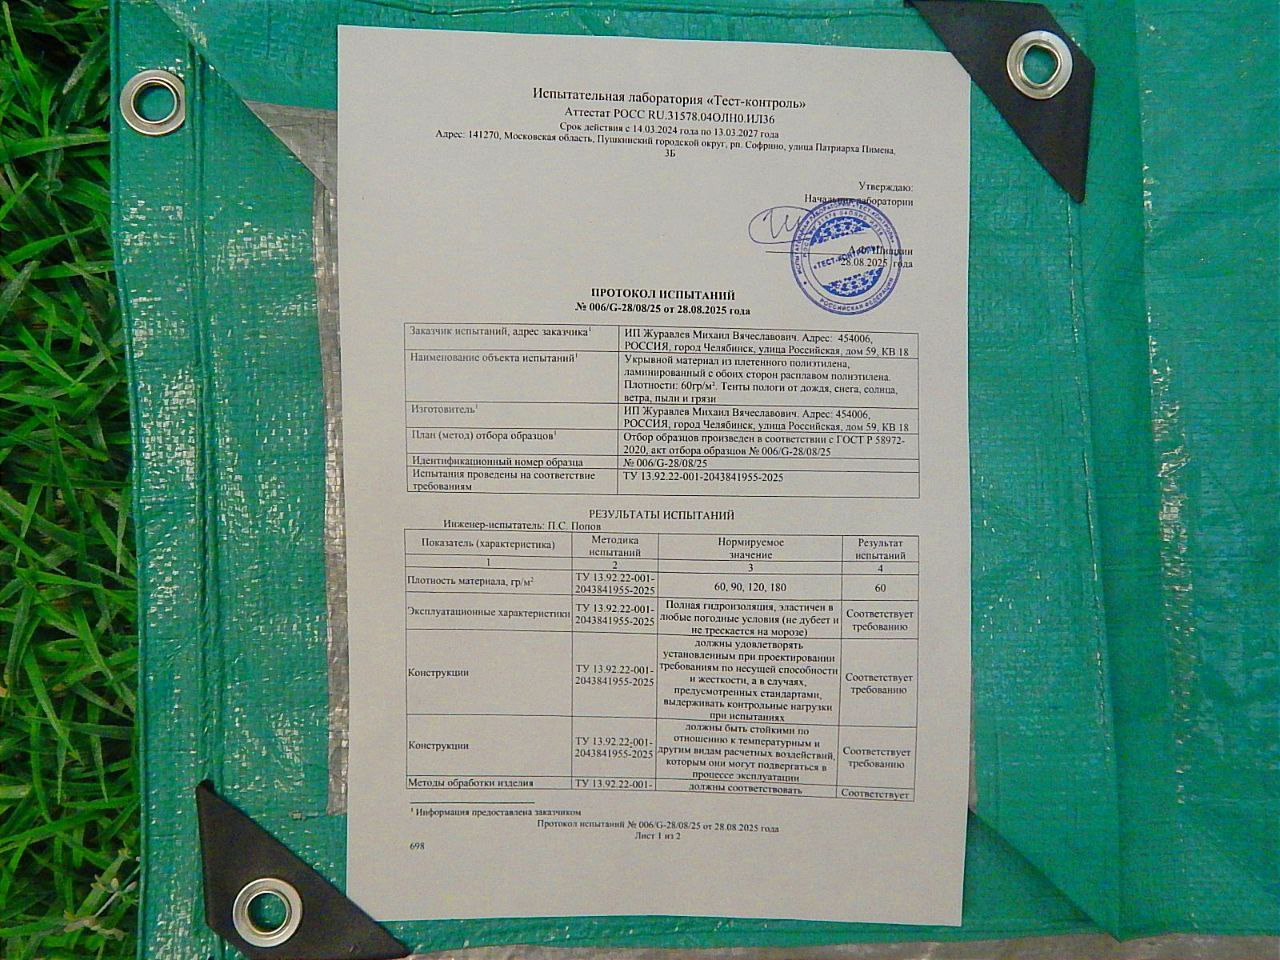 Испытательная лаборатория «Тест-контроль»
Аттестат РОСС RU.31578.04ОЛН0.ИЛ36
Срок действия с 14.03.2024 года по 13.03.2027 года
Адрес: 141270, Московская область, Пушкинский городской округ, рп. Софрино, улица Патриарха Пимена,
3Б
Утверждаю:
Начальник лаборатории
«ТЕСТ-КОНТРОЛЬ»
РОССИЙСКАЯ ФЕДЕРАЦИЯ
28.08.2025 года
ПРОТОКОЛ ИСПЫТАНИЙ
№ 006/G-28/08/25 от 28.08.2025 года
Заказчик испытаний, адрес заказчика¹
ИП Журавлев Михаил Вячеславович. Адрес: 454006,
РОССИЯ, город Челябинск, улица Российская, дом 59, КВ 18
Наименование объекта испытаний¹
Укрывной материал из плетенного полиэтилена,
ламинированный с обоих сторон расплавом полиэтилена.
Плотности: 60гр/м². Тенты пологи от дождя, снега, солнца,
ветра, пыли и грязи
Изготовитель¹
ИП Журавлев Михаил Вячеславович. Адрес: 454006,
РОССИЯ, город Челябинск, улица Российская, дом 59, КВ 18
План (метод) отбора образцов¹
Отбор образцов произведен в соответствии с ГОСТ Р 58972-
2020, акт отбора образцов № 006/G-28/08/25
Идентификационный номер образца
№ 006/G-28/08/25
Испытания проведены на соответствие
требованиям
ТУ 13.92.22-001-2043841955-2025
РЕЗУЛЬТАТЫ ИСПЫТАНИЙ
Инженер-испытатель: П.С. Попов
Показатель (характеристика)
Методика
испытаний
Нормируемое
значение
Результат
испытаний
1
2
3
4
Плотность материала, гр/м²
ТУ 13.92.22-001-
2043841955-2025
60, 90, 120, 180
60
Эксплуатационные характеристики
ТУ 13.92.22-001-
2043841955-2025
Полная гидроизоляция, эластичен в
любые погодные условия (не дубеет и
не трескается на морозе)
Соответствует
требованию
Конструкции
ТУ 13.92.22-001-
2043841955-2025
должны удовлетворять
установленным при проектировании
требованиям по несущей способности
и жесткости, а в случаях,
предусмотренных стандартами,
выдерживать контрольные нагрузки
при испытаниях
Соответствует
требованию
Конструкции
ТУ 13.92.22-001-
2043841955-2025
должны быть стойкими по
отношению к температурным и
другим видам расчетных воздействий,
которым они могут подвергаться в
процессе эксплуатации
Соответствует
требованию
Методы обработки изделия
ТУ 13.92.22-001-
должны соответствовать
Соответствует
¹ Информация предоставлена заказчиком
Протокол испытаний № 006/G-28/08/25 от 28.08.2025 года
Лист 1 из 2
698